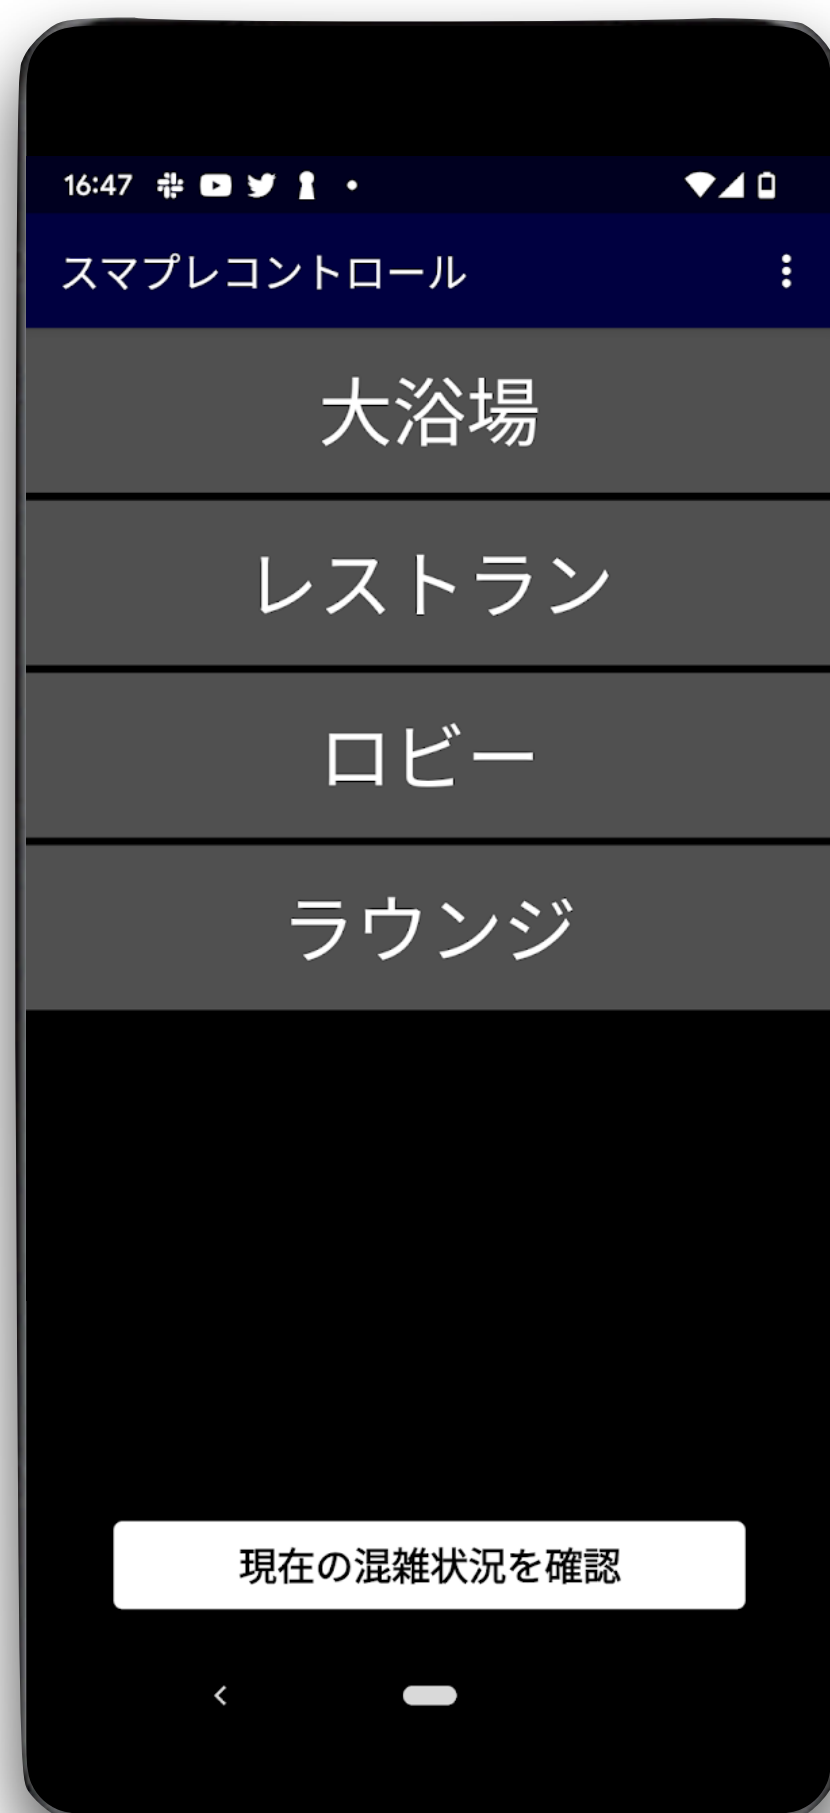 16:47
スマプレコントロール
大浴場
レストラン
ロビー
ラウンジ
現在の混雑状況を確認